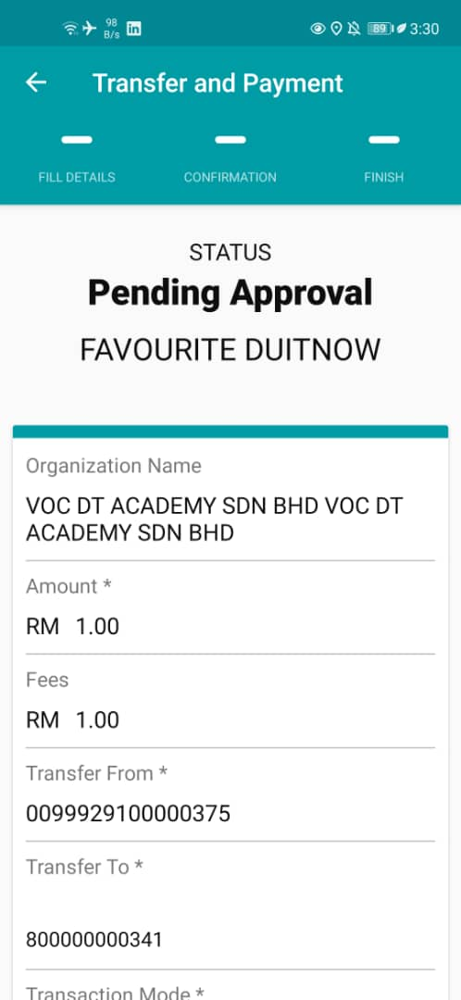 98
B/s
in
89
3:30
Transfer and Payment
FILL DETAILS
CONFIRMATION
FINISH
STATUS
Pending Approval
FAVOURITE DUITNOW
Organization Name
VOC DT ACADEMY SDN BHD VOC DT
ACADEMY SDN BHD
Amount *
RM 1.00
Fees
RM 1.00
Transfer From *
0099929100000375
Transfer To *
800000000341
Transaction Mode *